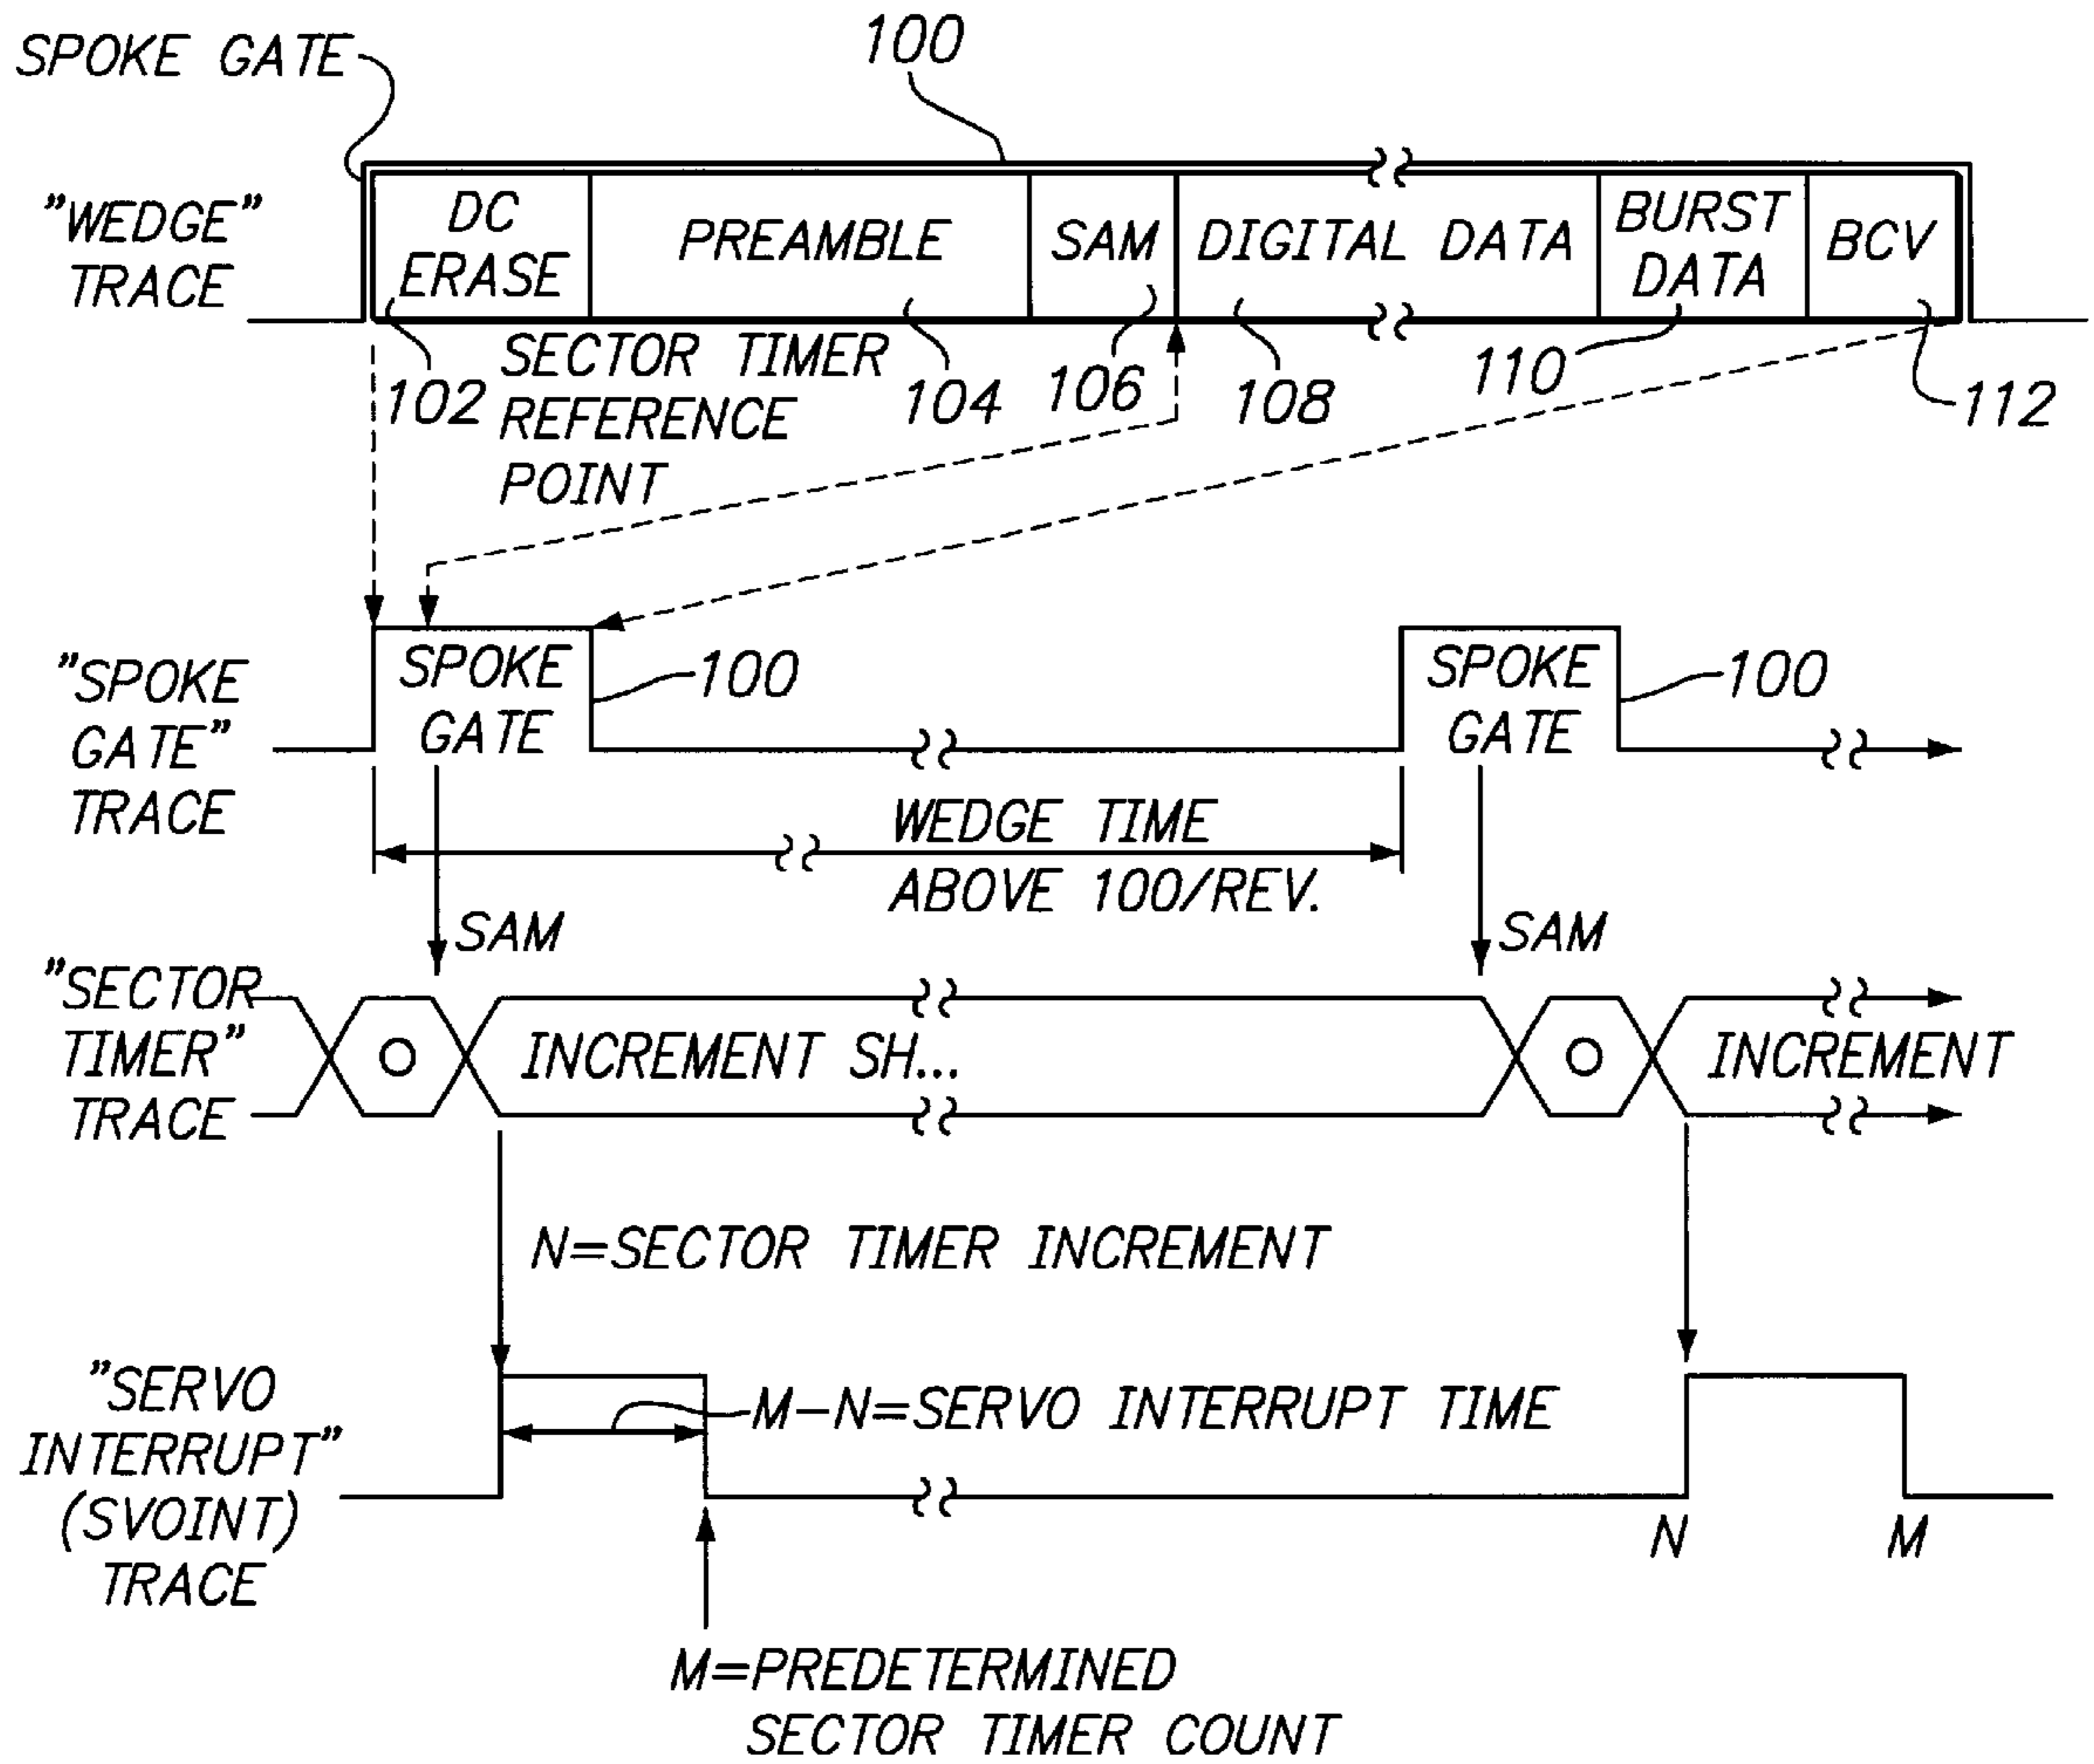 SPOKE GATE
100
"WEDGE"
TRACE
DC
ERASE
PREAMBLE
SAM
DIGITAL DATA
BURST
DATA
BCV
102
SECTOR TIMER
REFERENCE
POINT
104
106
108
110
112
"SPOKE
GATE"
TRACE
SPOKE
GATE
100
SPOKE
GATE
100
WEDGE TIME
ABOVE 100/REV.
SAM
SAM
"SECTOR
TIMER"
TRACE
O
INCREMENT SH...
O
INCREMENT
N=SECTOR TIMER INCREMENT
"SERVO
INTERRUPT"
(SVOINT)
TRACE
M-N=SERVO INTERRUPT TIME
N
M
M=PREDETERMINED
SECTOR TIMER COUNT